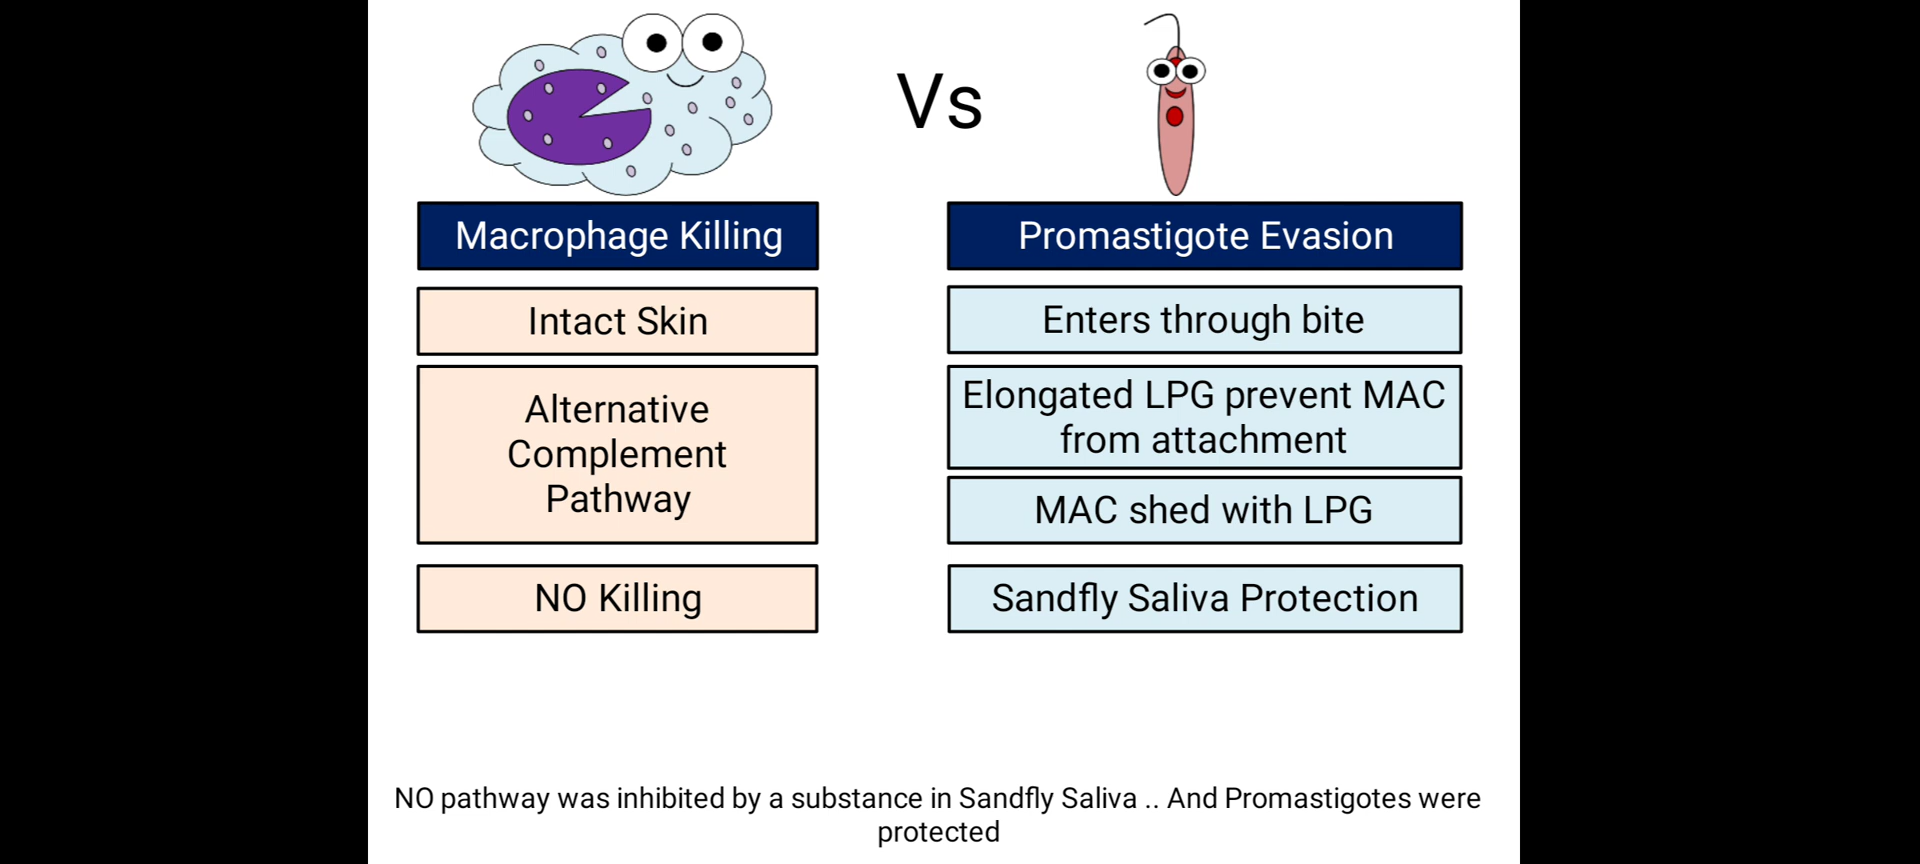 Vs
Macrophage Killing
Promastigote Evasion
Intact Skin
Enters through bite
Alternative
Complement
Pathway
Elongated LPG prevent MAC
from attachment
MAC shed with LPG
NO Killing
Sandfly Saliva Protection
NO pathway was inhibited by a substance in Sandfly Saliva .. And Promastigotes were
protected